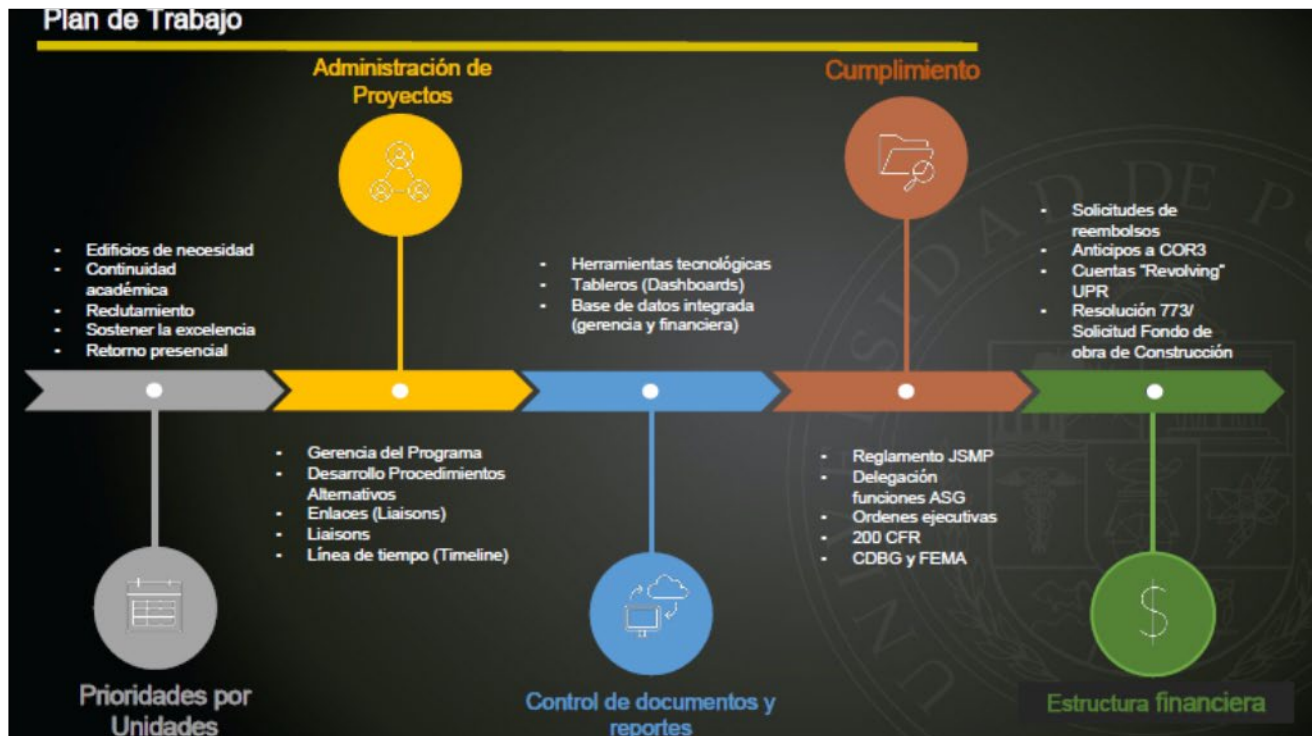 Plan de Trabajo
Administración de
Proyectos
Cumplimiento
- Edificios de necesidad
- Continuidad
académica
- Reclutamiento
- Sostener la excelencia
- Retorno presencial
- Herramientas tecnológicas
- Tableros (Dashboards)
- Base de datos integrada
(gerencia y financiera)
- Solicitudes de
reembolsos
- Anticipos a COR3
- Cuentas "Revolving"
UPR
- Resolución 773/
Solicitud Fondo de
obra de Construcción
- Gerencia del Programa
- Desarrollo Procedimientos
Alternativos
- Enlaces (Liaisons)
- Liaisons
- Línea de tiempo (Timeline)
- Reglamento JSMP
- Delegación
funciones ASG
- Ordenes ejecutivas
- 200 CFR
- CDBG y FEMA
$
Prioridades por
Unidades
Control de documentos y
reportes
Estructura financiera